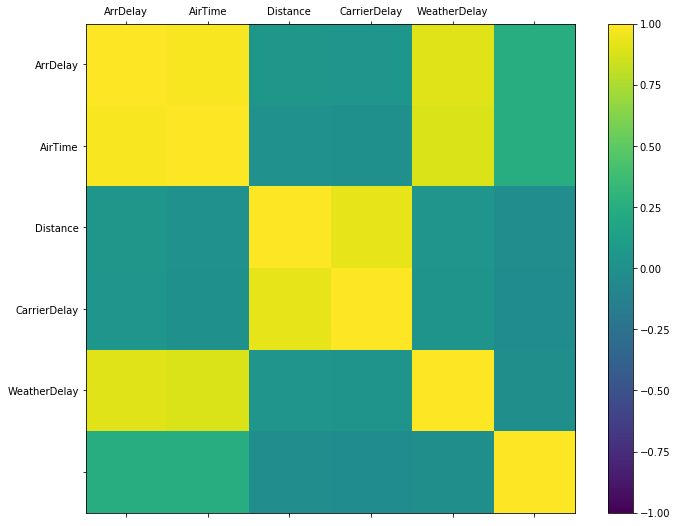 ArrDelay AirTime Distance CarrierDelay WeatherDelay
ArrDelay
AirTime
Distance
CarrierDelay
WeatherDelay
1.00
0.75
0.50
0.25
0.00
−0.25
−0.50
−0.75
−1.00